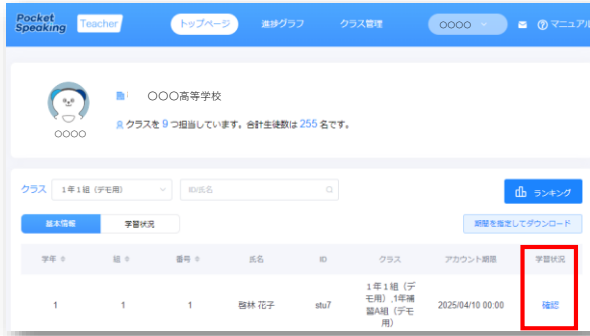 Pocket Speaking Teacher トップページ 進捗グラフ クラス管理 ○○○○ マニュアル
○○○高等学校
クラスを 9 つ担当しています。合計生徒数は 255 名です。
○○○○
クラス 1年1組（デモ用） ID/氏名 ランキング
基本情報 学習状況 期間を指定してダウンロード
学年 組 番号 氏名 ID クラス アカウント期限 学習状況
1 1 1 啓林 花子 stu7 1年1組（デモ用）,1年補習A組（デモ用） 2025/04/10 00:00 確認